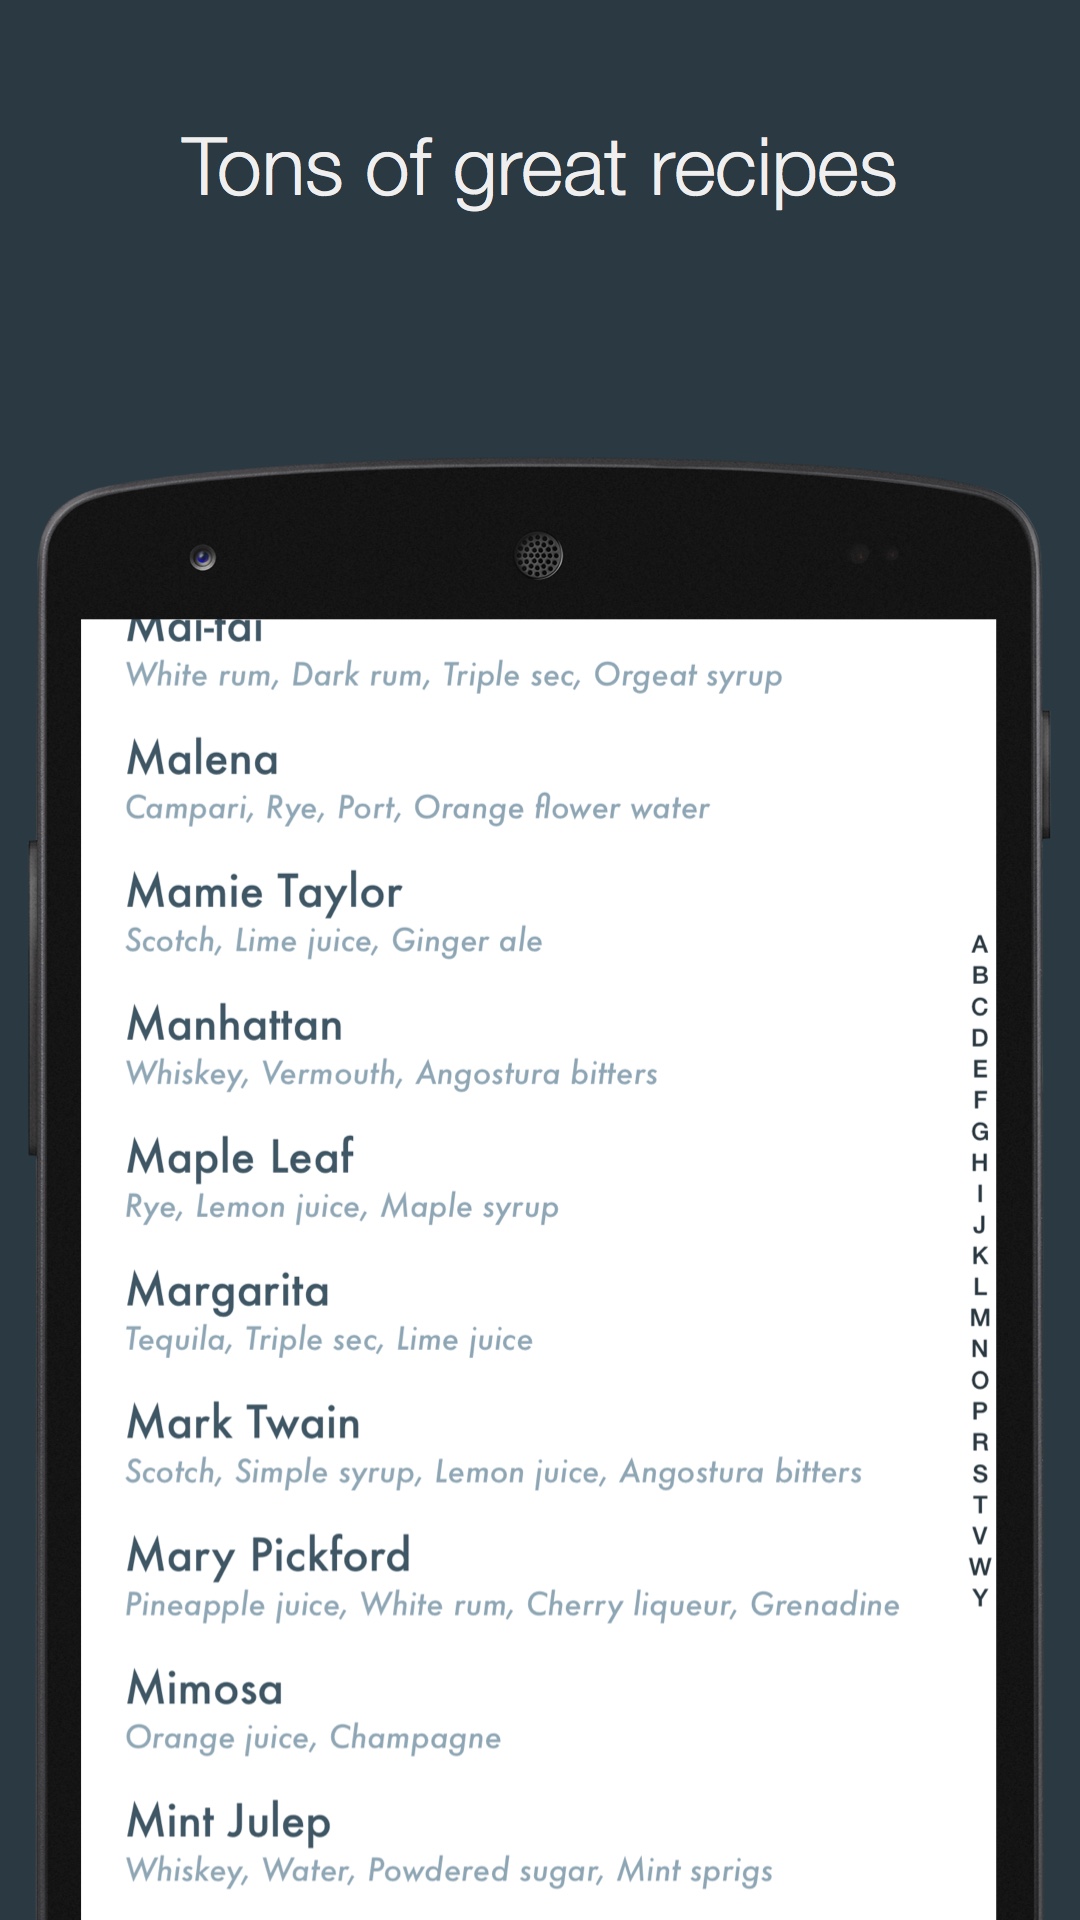 Tons of great recipes
Mai-tai
White rum, Dark rum, Triple sec, Orgeat syrup
Malena
Campari, Rye, Port, Orange flower water
Mamie Taylor
Scotch, Lime juice, Ginger ale
Manhattan
Whiskey, Vermouth, Angostura bitters
Maple Leaf
Rye, Lemon juice, Maple syrup
Margarita
Tequila, Triple sec, Lime juice
Mark Twain
Scotch, Simple syrup, Lemon juice, Angostura bitters
Mary Pickford
Pineapple juice, White rum, Cherry liqueur, Grenadine
Mimosa
Orange juice, Champagne
Mint Julep
Whiskey, Water, Powdered sugar, Mint sprigs
A
B
C
D
E
F
G
H
I
J
K
L
M
N
O
P
R
S
T
V
W
Y